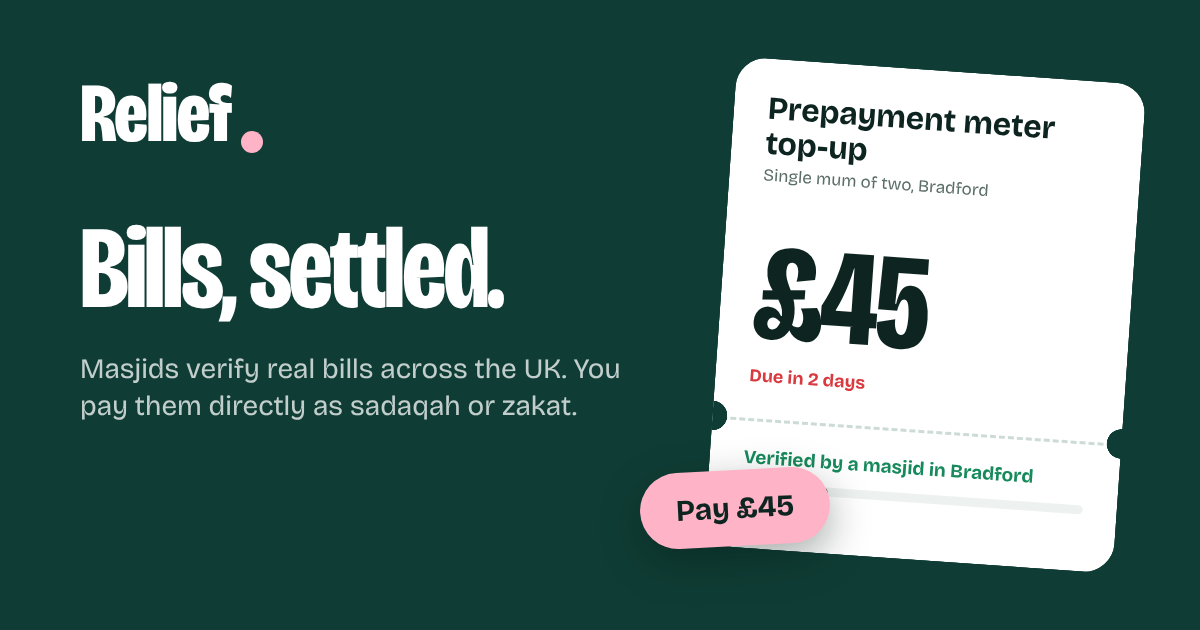 Relief
Bills, settled.
Masjids verify real bills across the UK. You
pay them directly as sadaqah or zakat.
Prepayment meter
top-up
Single mum of two, Bradford
£45
Due in 2 days
Verified by a masjid in Bradford
Pay £45